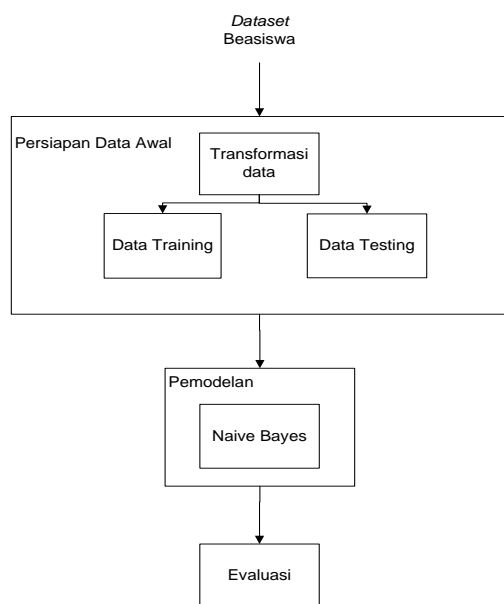 Dataset
Beasiswa
Persiapan Data Awal
Transformasi
data
Data Training
Data Testing
Pemodelan
Naive Bayes
Evaluasi